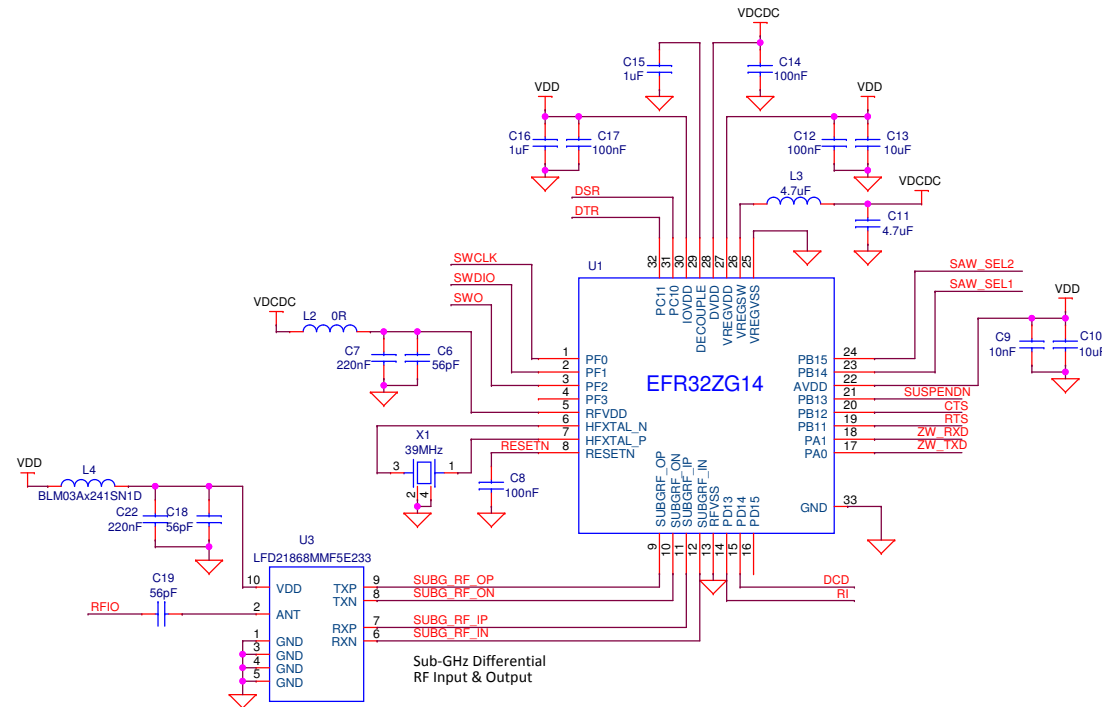 VDCDC
C15
1uF
C14
100nF
VDD
VDD
C16
1uF
C17
100nF
C12
100nF
C13
10uF
L3
4.7uF
VDCDC
DSR
DTR
C11
4.7uF
32
31
30
29
28
27
26
25
U1
PC11
PC10
IOVDD
DECOUPLE
DVDD
VREGVDD
VREGSW
VREGVSS
SWCLK
SWDIO
SWO
SAW_SEL2
SAW_SEL1
VDD
VDCDC
L2 0R
C7
220nF
C6
56pF
C9
10nF
C10
10uF
EFR32ZG14
1 PF0
2 PF1
3 PF2
4 PF3
5 RFVDD
6 HFXTAL_N
7 HFXTAL_P
8 RESETN
PB15 24
PB14 23
AVDD 22
PB13 21 SUSPENDN
PB12 20 CTS
PB11 19 RTS
PA1 18 ZW_RXD
PA0 17 ZW_TXD
GND 33
X1
39MHz
3 1
2 4
RESETN
C8
100nF
SUBGRF_OP
SUBGRF_ON
SUBGRF_IP
SUBGRF_IN
RFVSS
PD13
PD14
PD15
9
10
11
12
13
14
15
16
VDD
L4
BLM03Ax241SN1D
C22
220nF
C18
56pF
U3
LFD21868MMF5E233
C19
56pF
RFIO
10 VDD
2 ANT
1 GND
3 GND
4 GND
5 GND
TXP 9 SUBG_RF_OP
TXN 8 SUBG_RF_ON
RXP 7 SUBG_RF_IP
RXN 6 SUBG_RF_IN
DCD
RI
Sub-GHz Differential
RF Input & Output